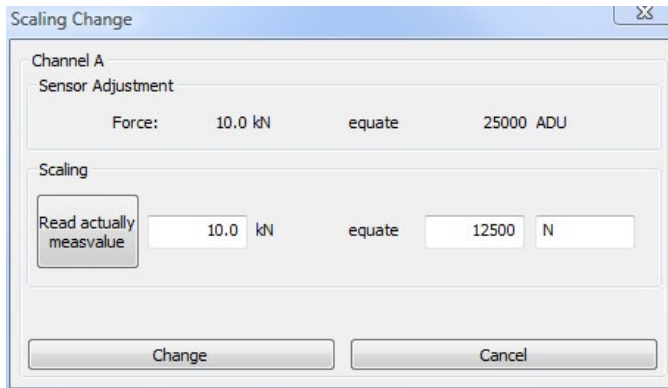 Scaling Change
Channel A
Sensor Adjustment
Force: 10.0 kN equate 25000 ADU
Scaling
Read actually
measvalue
10.0 kN equate 12500 N
Change Cancel